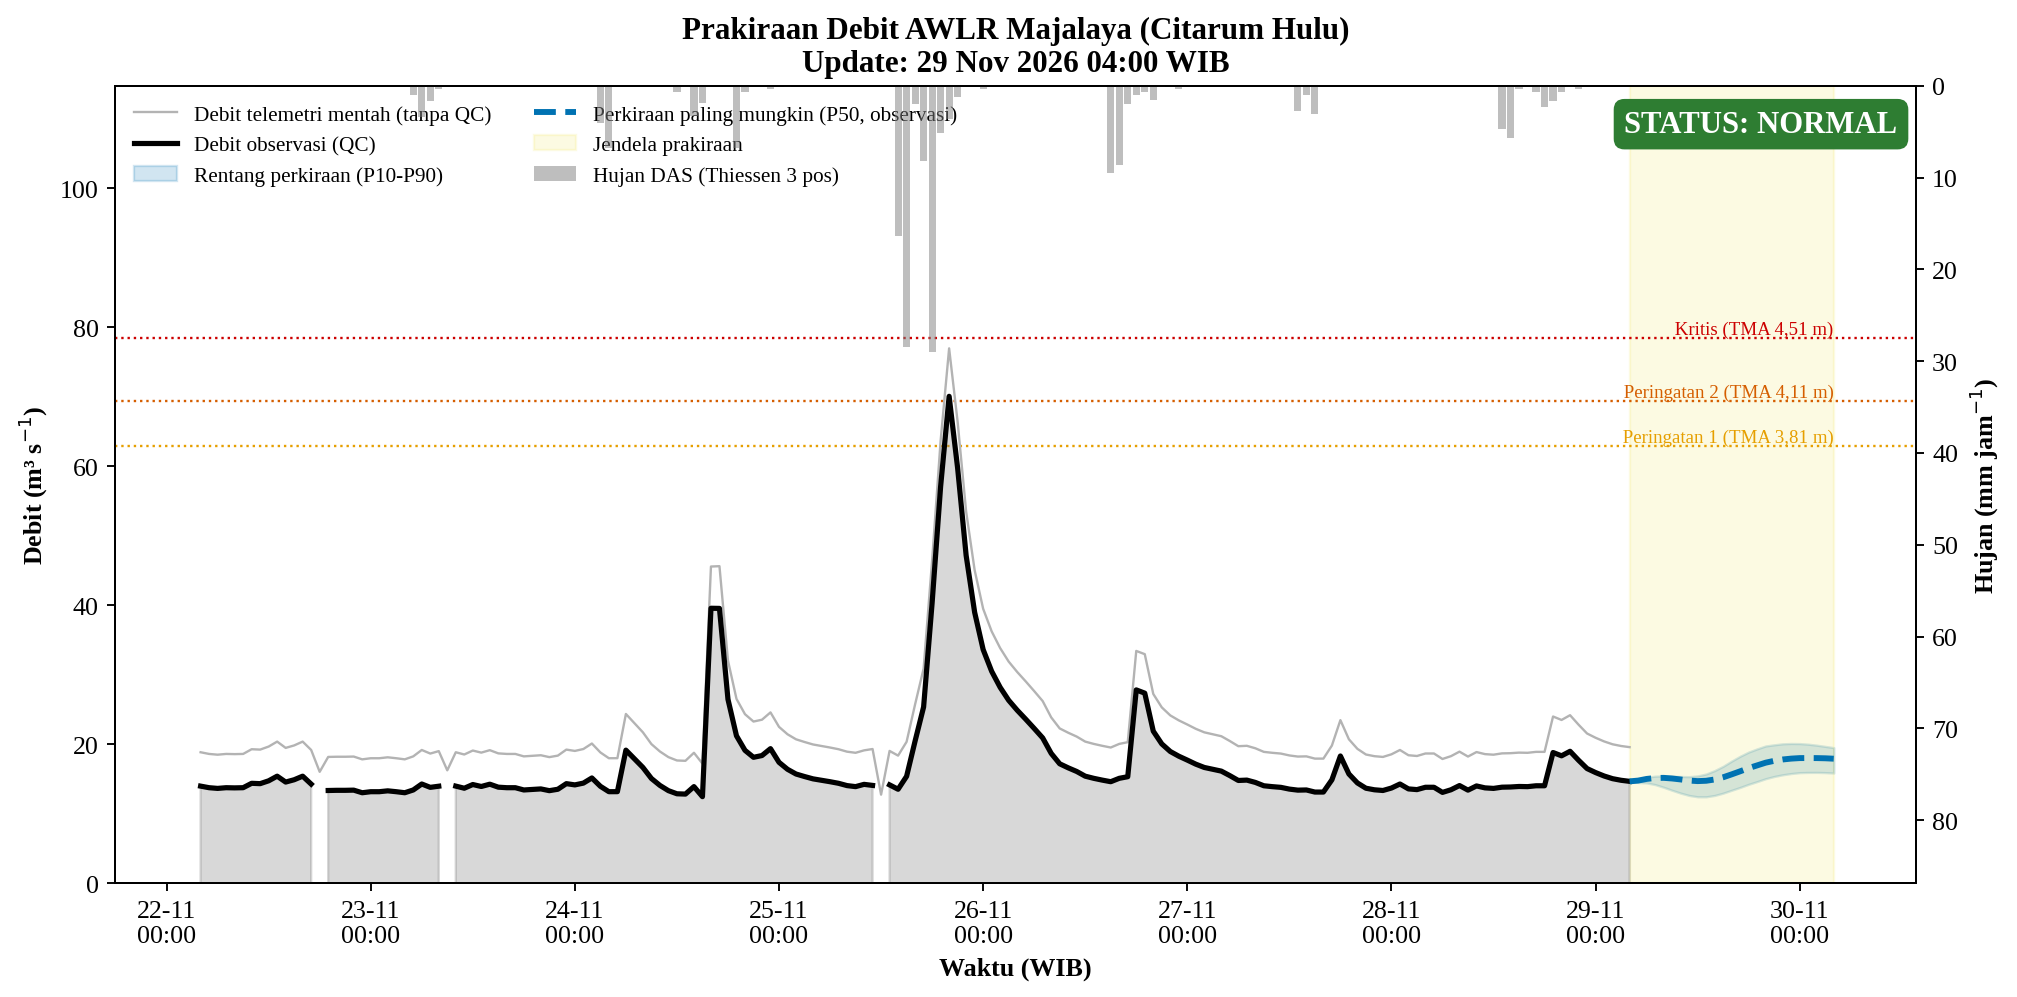 Prakiraan Debit AWLR Majalaya (Citarum Hulu)
Update: 29 Nov 2026 04:00 WIB
Debit telemetri mentah (tanpa QC)
Debit observasi (QC)
Rentang perkiraan (P10-P90)
Perkiraan paling mungkin (P50, observasi)
Jendela prakiraan
Hujan DAS (Thiessen 3 pos)
STATUS: NORMAL
Kritis (TMA 4,51 m)
Peringatan 2 (TMA 4,11 m)
Peringatan 1 (TMA 3,81 m)
Debit (m³ s⁻¹)
100
80
60
40
20
0
Hujan (mm jam⁻¹)
0
10
20
30
40
50
60
70
80
22-11 23-11 24-11 25-11 26-11 27-11 28-11 29-11 30-11
00:00 00:00 00:00 00:00 00:00 00:00 00:00 00:00 00:00
Waktu (WIB)